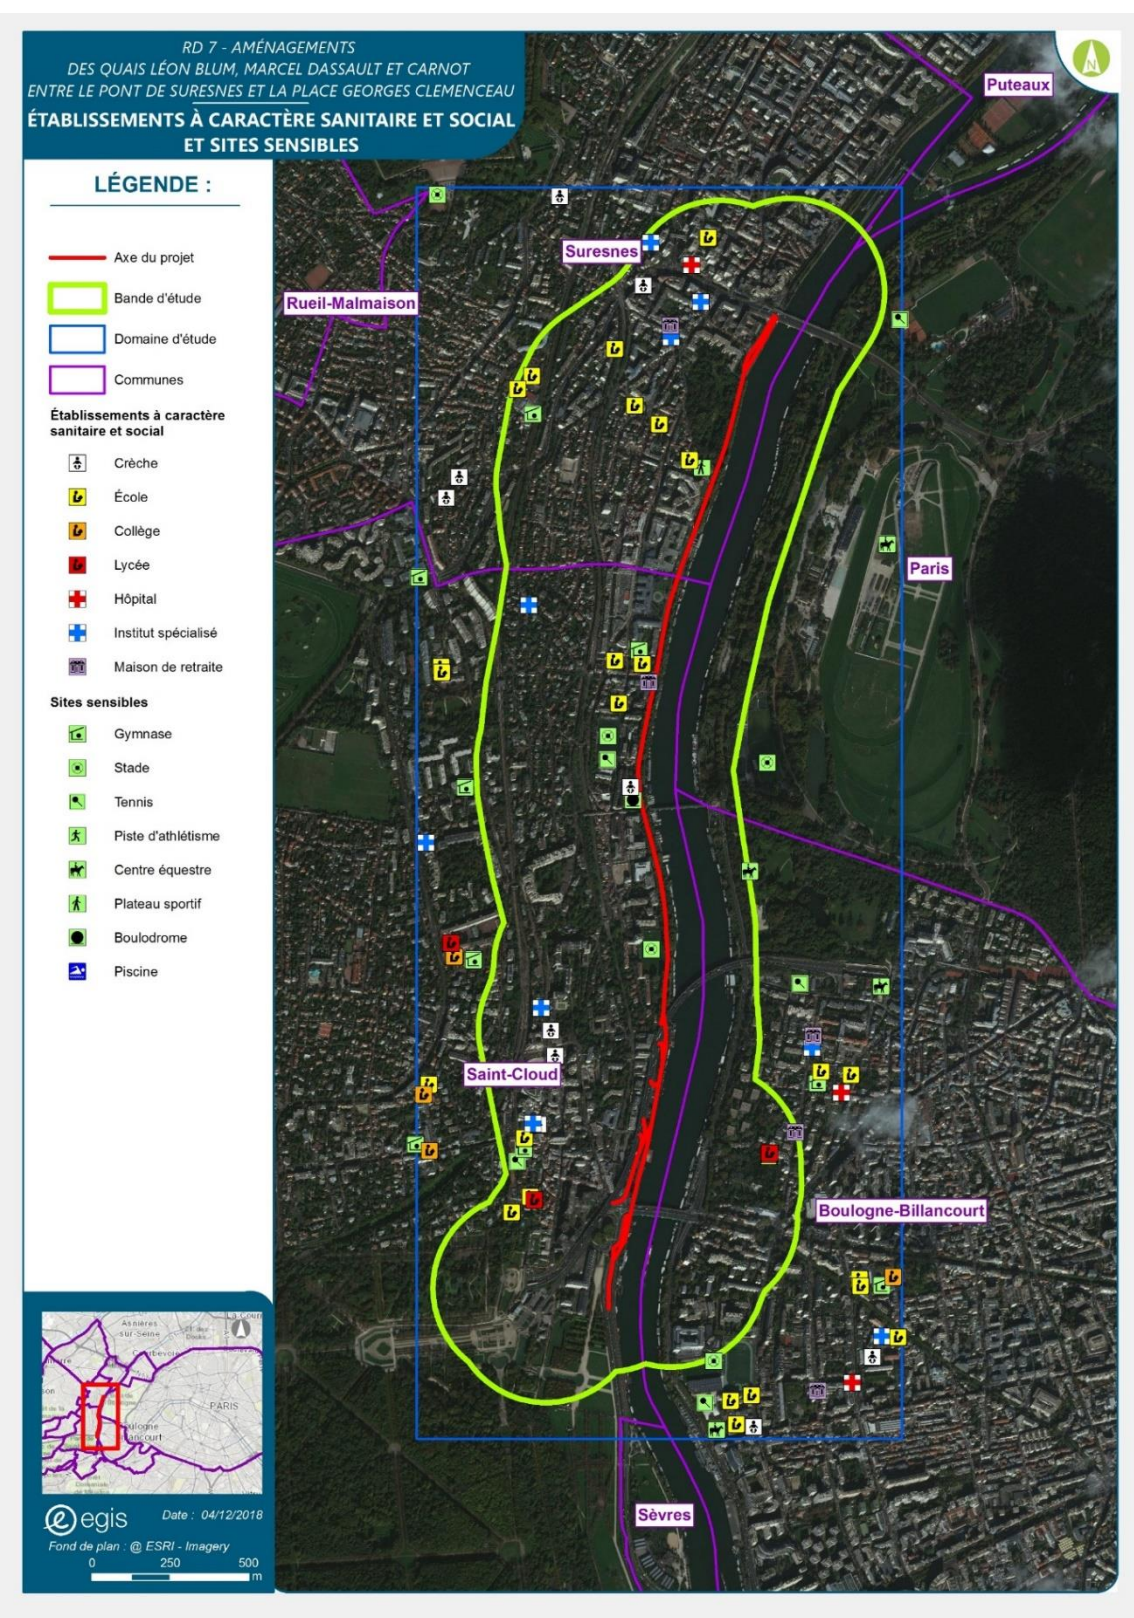 RD 7 - AMÉNAGEMENTS
DES QUAIS LÉON BLUM, MARCEL DASSAULT ET CARNOT
ENTRE LE PONT DE SURESNES ET LA PLACE GEORGES CLEMENCEAU
ÉTABLISSEMENTS À CARACTÈRE SANITAIRE ET SOCIAL
ET SITES SENSIBLES
LÉGENDE :
Axe du projet
Bande d'étude
Domaine d'étude
Communes
Établissements à caractère
sanitaire et social
Crèche
École
Collège
Lycée
Hôpital
Institut spécialisé
Maison de retraite
Sites sensibles
Gymnase
Stade
Tennis
Piste d'athlétisme
Centre équestre
Plateau sportif
Boulodrome
Piscine
N
Puteaux
Suresnes
Rueil-Malmaison
Paris
Saint-Cloud
Boulogne-Billancourt
Sèvres
Asnières
sur-Seine
PARIS
egis
Date : 04/12/2018
Fond de plan : @ ESRI - Imagery
0 250 500
m